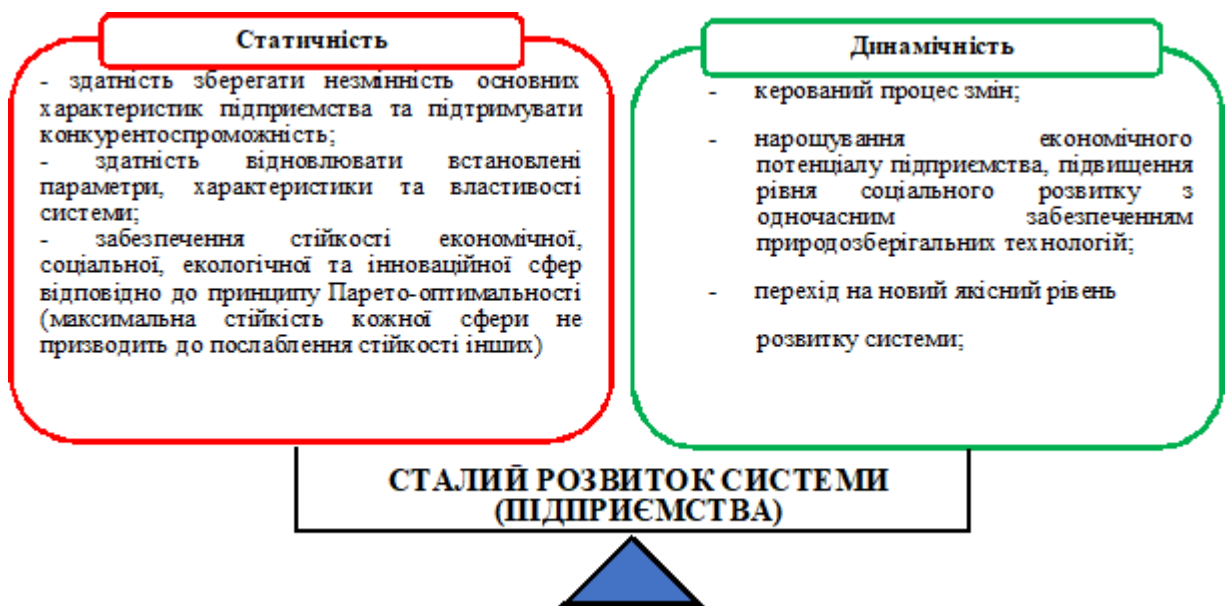 Статичність
- здатність зберегати незмінність основних
характеристик підприємства та підтримувати
конкурентоспроможність;
- здатність відновлювати встановлені
параметри, характеристики та властивості
системи;
- забезпечення стійкості економічної,
соціальної, екологічної та інноваційної сфер
відповідно до принципу Парето-оптимальності
(максимальна стійкість кожної сфери не
призводить до послаблення стійкості інших)
Динамічність
- керований процес змін;
- нарощування економічного
потенціалу підприємства, підвищення
рівня соціального розвитку з
одночасним забезпеченням
природозберігальних технологій;
- перехід на новий якісний рівень
розвитку системи;
СТАЛИЙ РОЗВИТОК СИСТЕМИ
(ПІДПРИЄМСТВА)